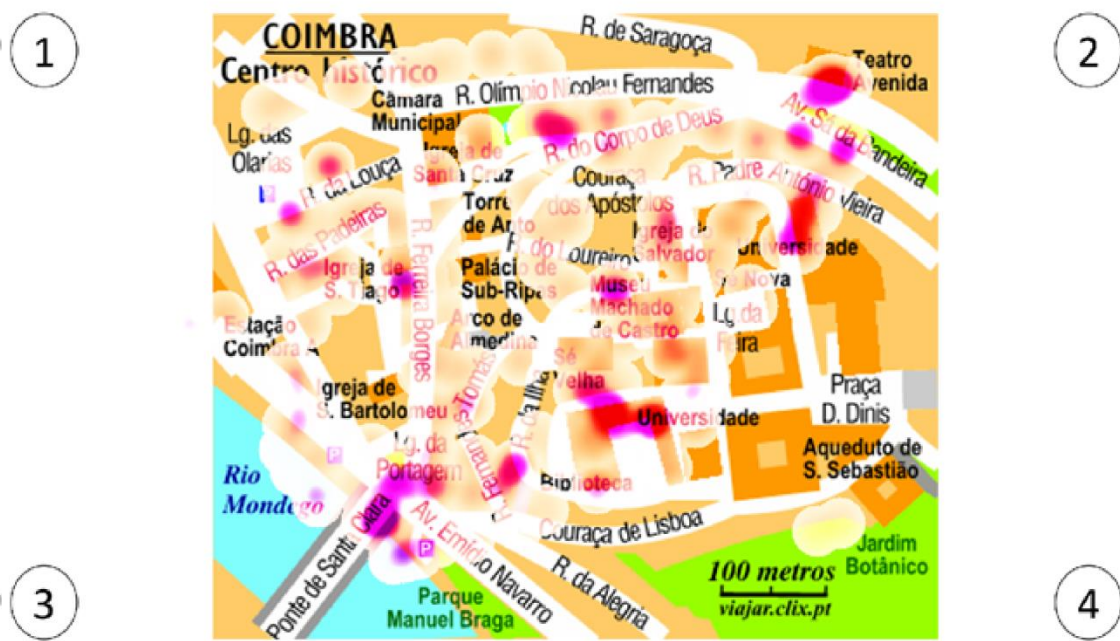 1
2
COIMBRA
Centro histórico
R. de Saragoça
Teatro
Avenida
Câmara
Municipal
R. Olímpio Nicolau Fernandes
Av. Sá da Bandeira
Lg. das
Olarias
R. do Corpo de Deus
Igreja de
Santa Cruz
R. da Louça
Couraça
dos Apóstolos
R. Padre António Vieira
Torre
de Anto
R. das Padeiras
R. Ferreira Borges
R. do Loureiro
Igreja do
Salvador
Universidade
Igreja de
S. Tiago
Palácio de
Sub-Ripas
Museu
Machado
de Castro
Sé Nova
Lg. da
Feira
Estação
Coimbra A
Arco de
Almedina
Sé
Velha
Igreja de
S. Bartolomeu
R. da Ilha
Universidade
Praça
D. Dinis
Lg. da
Portagem
Aqueduto de
S. Sebastião
Biblioteca
Rio
Mondego
P
Ponte de Santa Clara
Av. Emídio Navarro
P
Couraça de Lisboa
R. da Alegria
Jardim
Botânico
Parque
Manuel Braga
100 metros
viajar.clix.pt
3
4